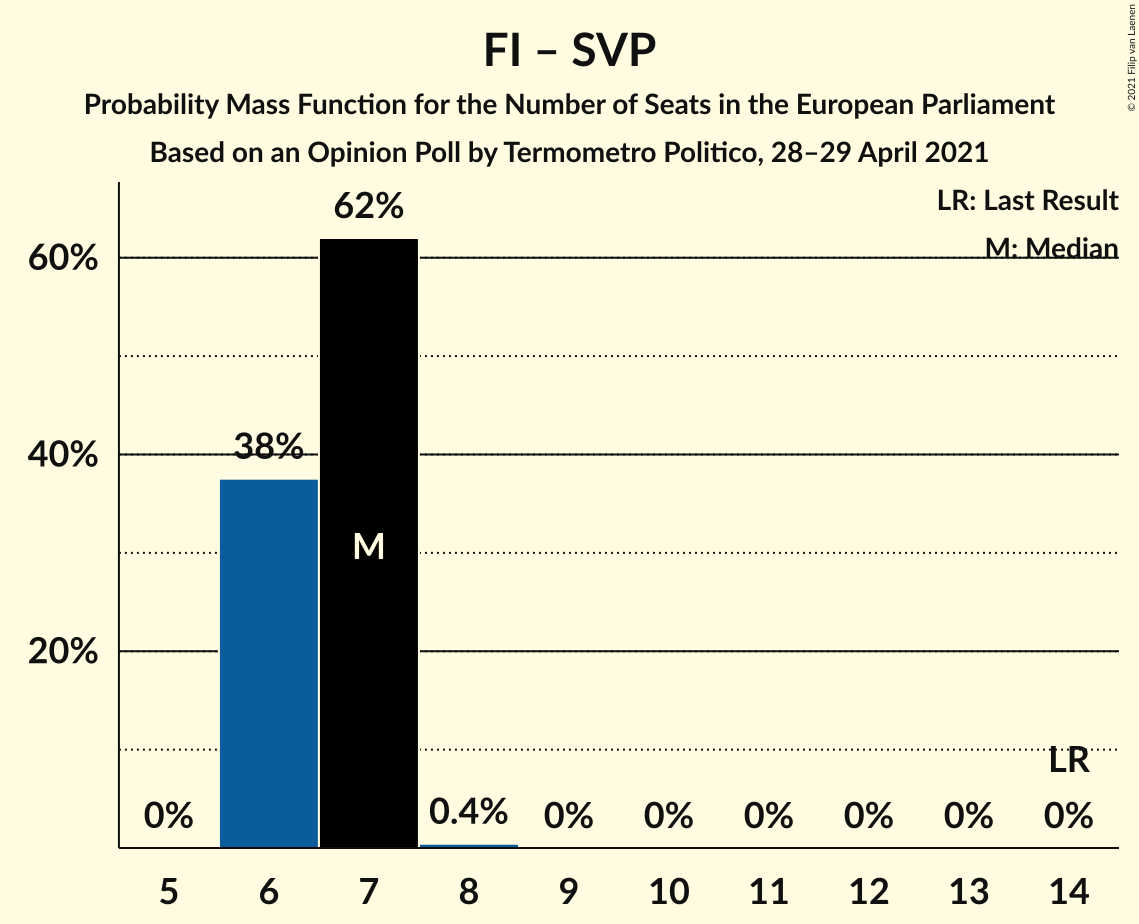 FI – SVP
Probability Mass Function for the Number of Seats in the European Parliament
Based on an Opinion Poll by Termometro Politico, 28–29 April 2021
© 2021 Filip van Laenen
LR: Last Result
M: Median
60%
40%
20%
0%
38%
62%
M
0.4%
0%
0%
0%
0%
0%
LR
0%
5
6
7
8
9
10
11
12
13
14